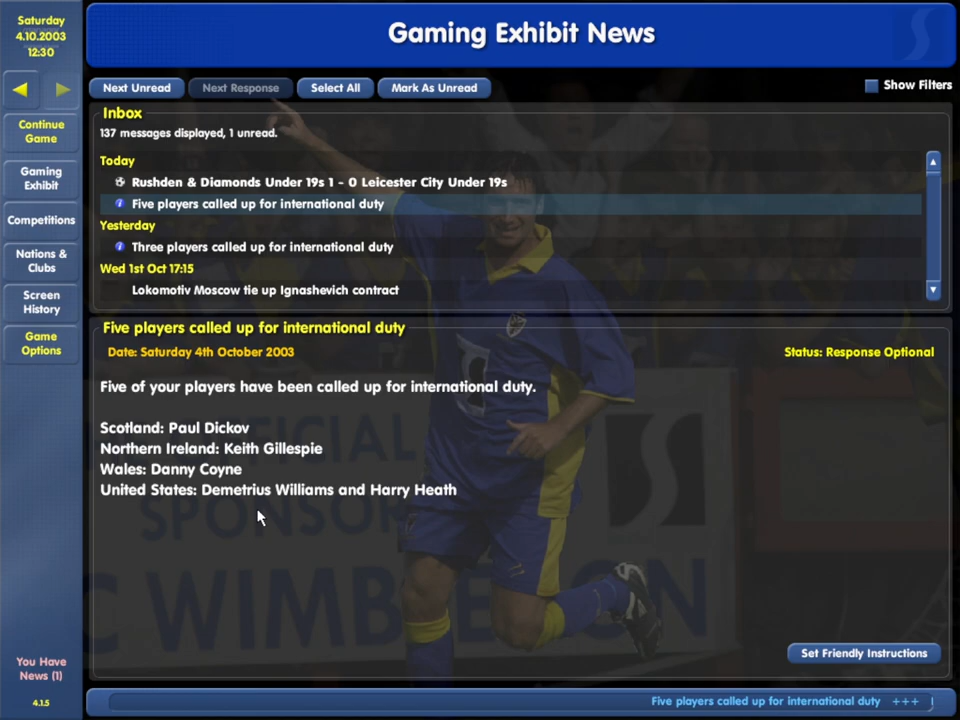 Saturday
4.10.2003
12:30
Continue
Game
Gaming
Exhibit
Competitions
Nations &
Clubs
Screen
History
Game
Options
You Have
News (1)
4.1.5
Gaming Exhibit News
Next Unread Next Response Select All Mark As Unread Show Filters
Inbox
137 messages displayed, 1 unread.
Today
Rushden & Diamonds Under 19s 1 - 0 Leicester City Under 19s
Five players called up for international duty
Yesterday
Three players called up for international duty
Wed 1st Oct 17:15
Lokomotiv Moscow tie up Ignashevich contract
Five players called up for international duty
Date: Saturday 4th October 2003 Status: Response Optional
Five of your players have been called up for international duty.
Scotland: Paul Dickov
Northern Ireland: Keith Gillespie
Wales: Danny Coyne
United States: Demetrius Williams and Harry Heath
OFFICIAL
SPONSOR
C WIMBLEDON
Set Friendly Instructions
Five players called up for international duty +++